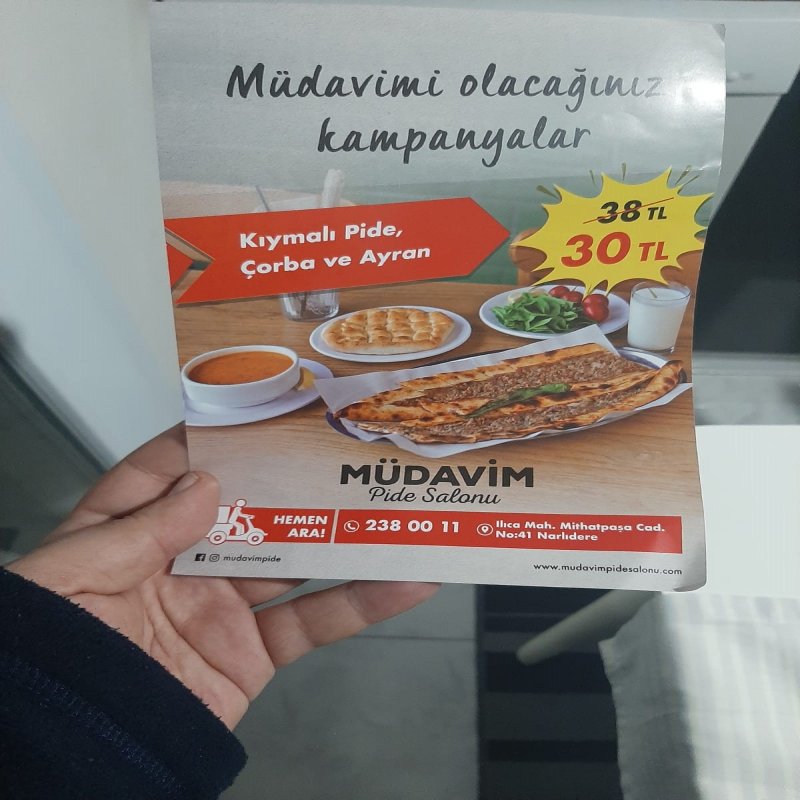 Müdavimi olacağınız
kampanyalar
38 TL
30 TL
Kıymalı Pide,
Çorba ve Ayran
MÜDAVİM
Pide Salonu
HEMEN
ARA!
238 00 11
Ilıca Mah. Mithatpaşa Cad.
No:41 Narlıdere
mudavimpide
www.mudavimpidesalonu.com